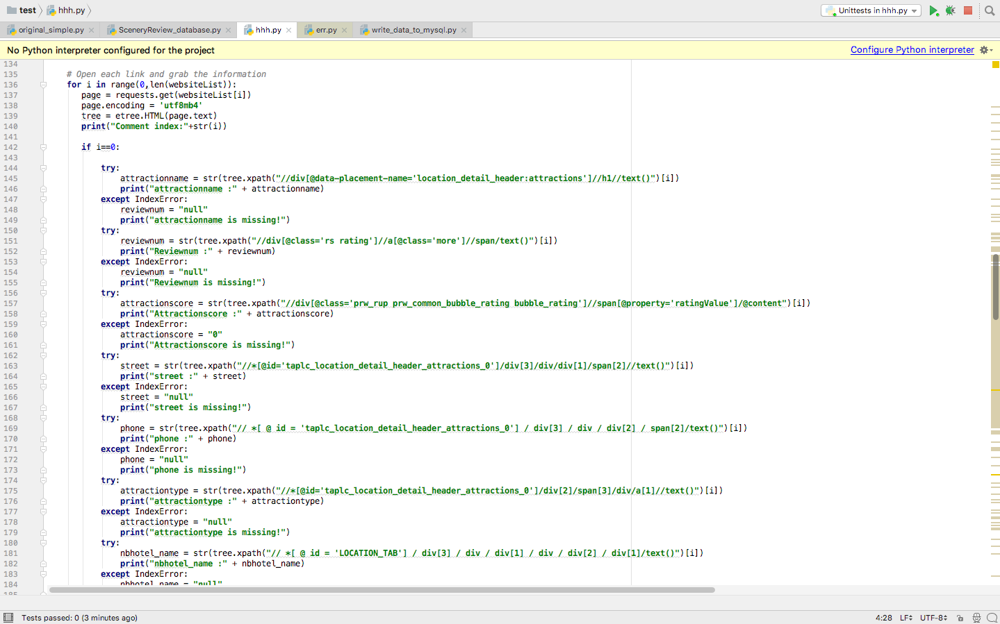 test hhh.py Unittests in hhh.py
original_simple.py SceneryReview_database.py hhh.py err.py write_data_to_mysql.py
No Python interpreter configured for the project Configure Python interpreter
134
135 # Open each link and grab the information
136 for i in range(0,len(websiteList)):
137 page = requests.get(websiteList[i])
138 page.encoding = 'utf8mb4'
139 tree = etree.HTML(page.text)
140 print("Comment index:"+str(i))
141
142 if i==0:
143
144 try:
145 attractionname = str(tree.xpath("//div[@data-placement-name='location_detail_header:attractions']//h1//text()")[i])
146 print("attractionname :" + attractionname)
147 except IndexError:
148 reviewnum = "null"
149 print("attractionname is missing!")
150 try:
151 reviewnum = str(tree.xpath("//div[@class='rs rating']//a[@class='more']//span/text()")[i])
152 print("Reviewnum :" + reviewnum)
153 except IndexError:
154 reviewnum = "null"
155 print("Reviewnum is missing!")
156 try:
157 attractionscore = str(tree.xpath("//div[@class='prw_rup prw_common_bubble_rating bubble_rating']//span[@property='ratingValue']/@content")[i])
158 print("Attractionscore :" + attractionscore)
159 except IndexError:
160 attractionscore = "0"
161 print("Attractionscore is missing!")
162 try:
163 street = str(tree.xpath("//*[@id='taplc_location_detail_header_attractions_0']/div[3]/div/div[1]/span[2]//text()")[i])
164 print("street :" + street)
165 except IndexError:
166 street = "null"
167 print("street is missing!")
168 try:
169 phone = str(tree.xpath("// *[ @ id = 'taplc_location_detail_header_attractions_0'] / div[3] / div / div[2] / span[2]/text()")[i])
170 print("phone :" + phone)
171 except IndexError:
172 phone = "null"
173 print("phone is missing!")
174 try:
175 attractiontype = str(tree.xpath("//*[@id='taplc_location_detail_header_attractions_0']/div[2]/span[3]/div/a[1]//text()")[i])
176 print("attractiontype :" + attractiontype)
177 except IndexError:
178 attractiontype = "null"
179 print("attractiontype is missing!")
180 try:
181 nbhotel_name = str(tree.xpath("// *[ @ id = 'LOCATION_TAB'] / div[3] / div / div[1] / div / div[2] / div[1]/text()")[i])
182 print("nbhotel_name :" + nbhotel_name)
183 except IndexError:
184 nbhotel_name = "null"
185
Tests passed: 0 (3 minutes ago) 4:28 LF UTF-8